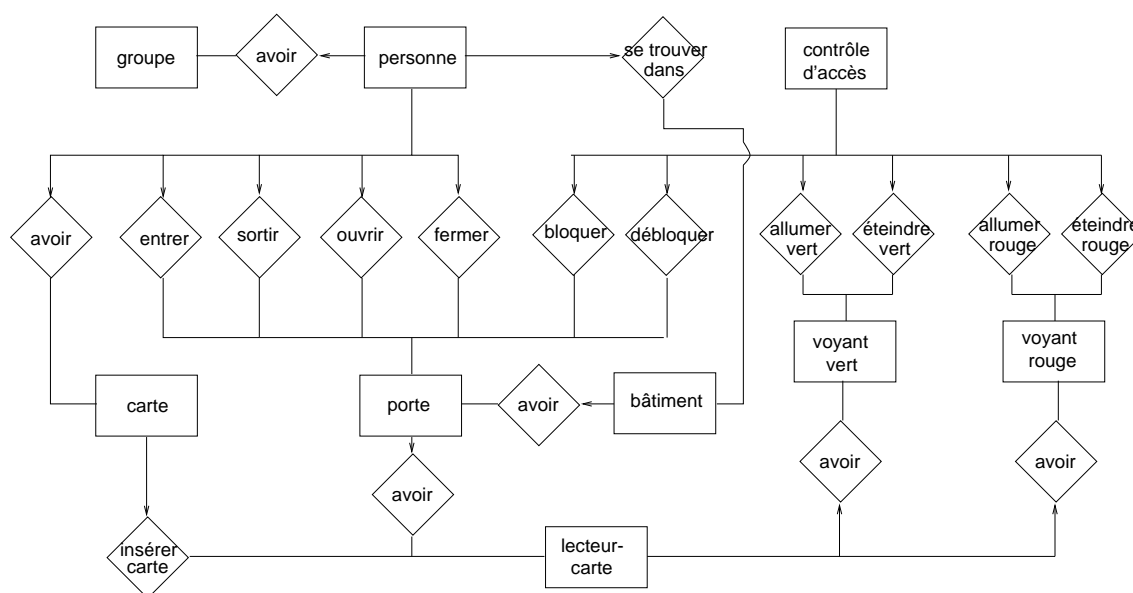 groupe
avoir
personne
se trouver
dans
contrôle
d'accès
avoir
entrer
sortir
ouvrir
fermer
bloquer
débloquer
allumer
vert
éteindre
vert
allumer
rouge
éteindre
rouge
voyant
vert
voyant
rouge
carte
porte
avoir
bâtiment
avoir
avoir
avoir
insérer
carte
lecteur-
carte